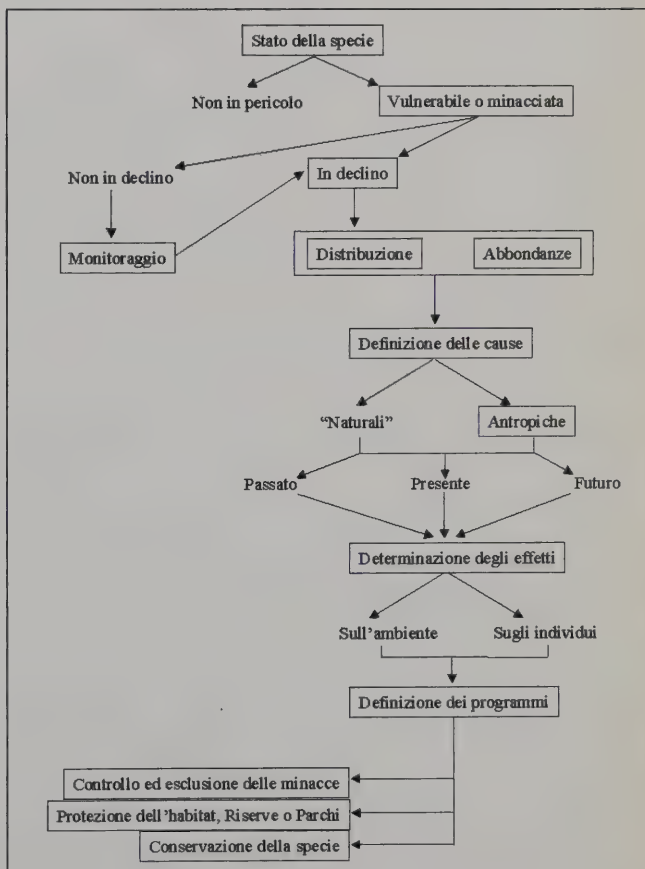 Stato della specie
Non in pericolo
Vulnerabile o minacciata
Non in declino
In declino
Monitoraggio
Distribuzione
Abbondanze
Definizione delle cause
“Naturali”
Antropiche
Passato
Presente
Futuro
Determinazione degli effetti
Sull’ambiente
Sugli individui
Definizione dei programmi
Controllo ed esclusione delle minacce
Protezione dell’habitat, Riserve o Parchi
Conservazione della specie